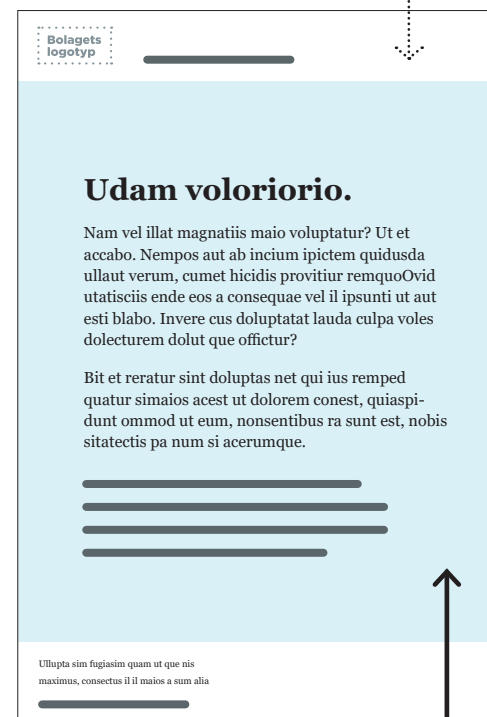 Bolagets
logotyp
Udam voloriorio.
Nam vel illat magnatiis maio voluptatur? Ut et
accabo. Nempos aut ab incium ipictem quidusda
ullaut verum, cumet hicidis provitiur remquoOvid
utatisciis ende eos a consequae vel il ipsunti ut aut
esti blabo. Invere cus doluptatat lauda culpa voles
dolecturem dolut que offictur?
Bit et reratur sint doluptas net qui ius remped
quatur simaios acest ut dolorem conest, quiaspi-
dunt ommod ut eum, nonsentibus ra sunt est, nobis
sitatectis pa num si acerumque.
Ullupta sim fugiasim quam ut que nis
maximus, consectus il il maios a sum alia